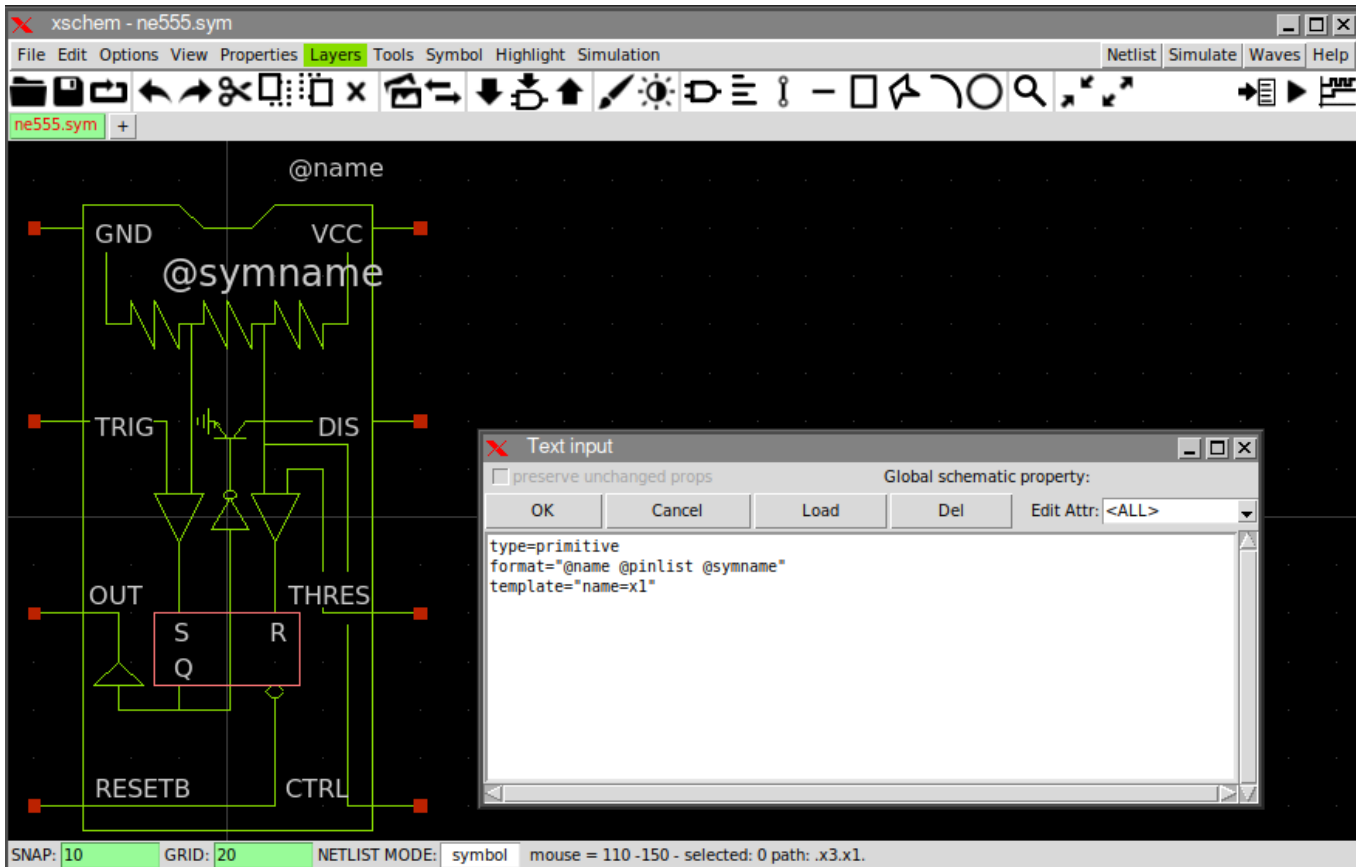 xschem - ne555.sym
File Edit Options View Properties Layers Tools Symbol Highlight Simulation Netlist Simulate Waves Help
ne555.sym +
@name
GND VCC
@symname
TRIG DIS
OUT THRES
S R
Q
RESETB CTRL
Text input
preserve unchanged props Global schematic property:
OK Cancel Load Del Edit Attr: <ALL>
type=primitive
format="@name @pinlist @symname"
template="name=x1"
SNAP: 10 GRID: 20 NETLIST MODE: symbol mouse = 110 -150 - selected: 0 path: .x3.x1.